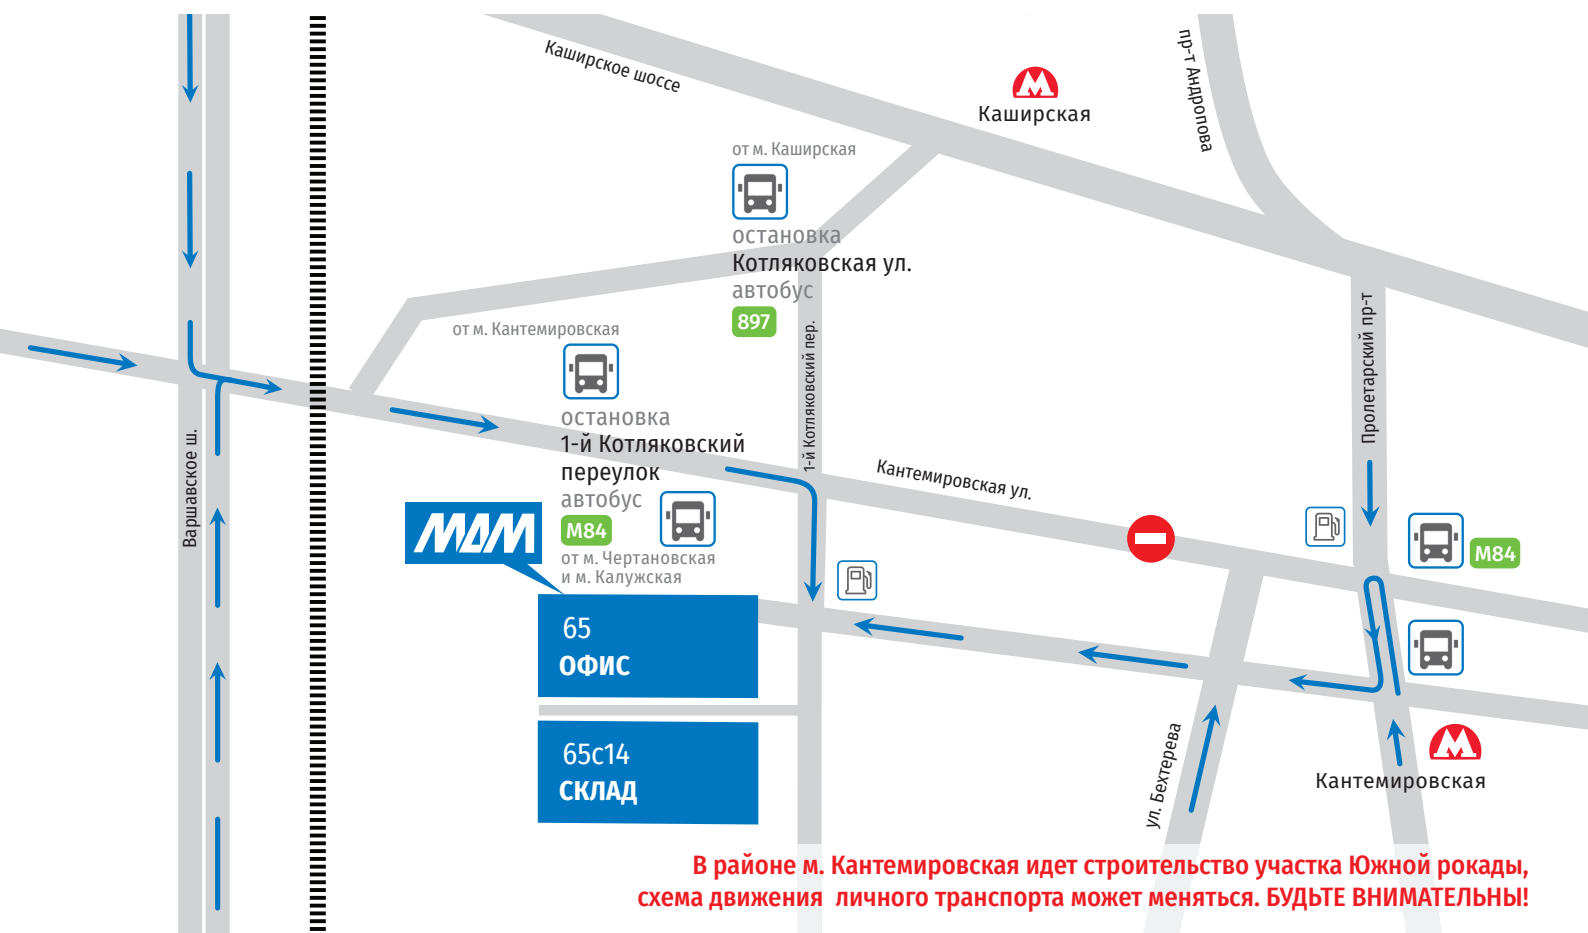 Каширское шоссе
пр-т Андропова
Каширская
от м. Каширская
остановка
Котляковская ул.
автобус
897
от м. Кантемировская
остановка
1-й Котляковский
переулок
автобус
М84
от м. Чертановская
и м. Калужская
1-й Котляковский пер.
Пролетарский пр-т
Варшавское ш.
Кантемировская ул.
МДМ
М84
65
ОФИС
65с14
СКЛАД
ул. Бехтерева
Кантемировская
В районе м. Кантемировская идет строительство участка Южной рокады,
схема движения личного транспорта может меняться. БУДЬТЕ ВНИМАТЕЛЬНЫ!